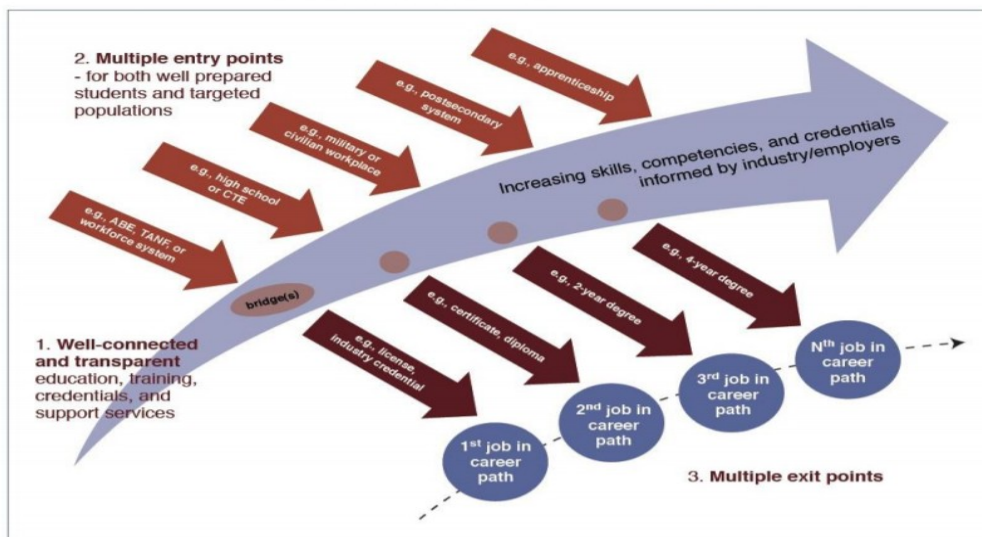 2. Multiple entry points
- for both well prepared
students and targeted
populations
e.g., apprenticeship
e.g., postsecondary
system
e.g., military or
civilian workplace
e.g., high school
or CTE
e.g., ABE, TANF, or
workforce system
Increasing skills, competencies, and credentials
informed by industry/employers
bridge(s)
1. Well-connected
and transparent
education, training,
credentials, and
support services
e.g., license,
industry credential
e.g., certificate, diploma
e.g., 2-year degree
e.g., 4-year degree
1st job in
career
path
2nd job in
career
path
3rd job in
career
path
Nth job in
career
path
3. Multiple exit points